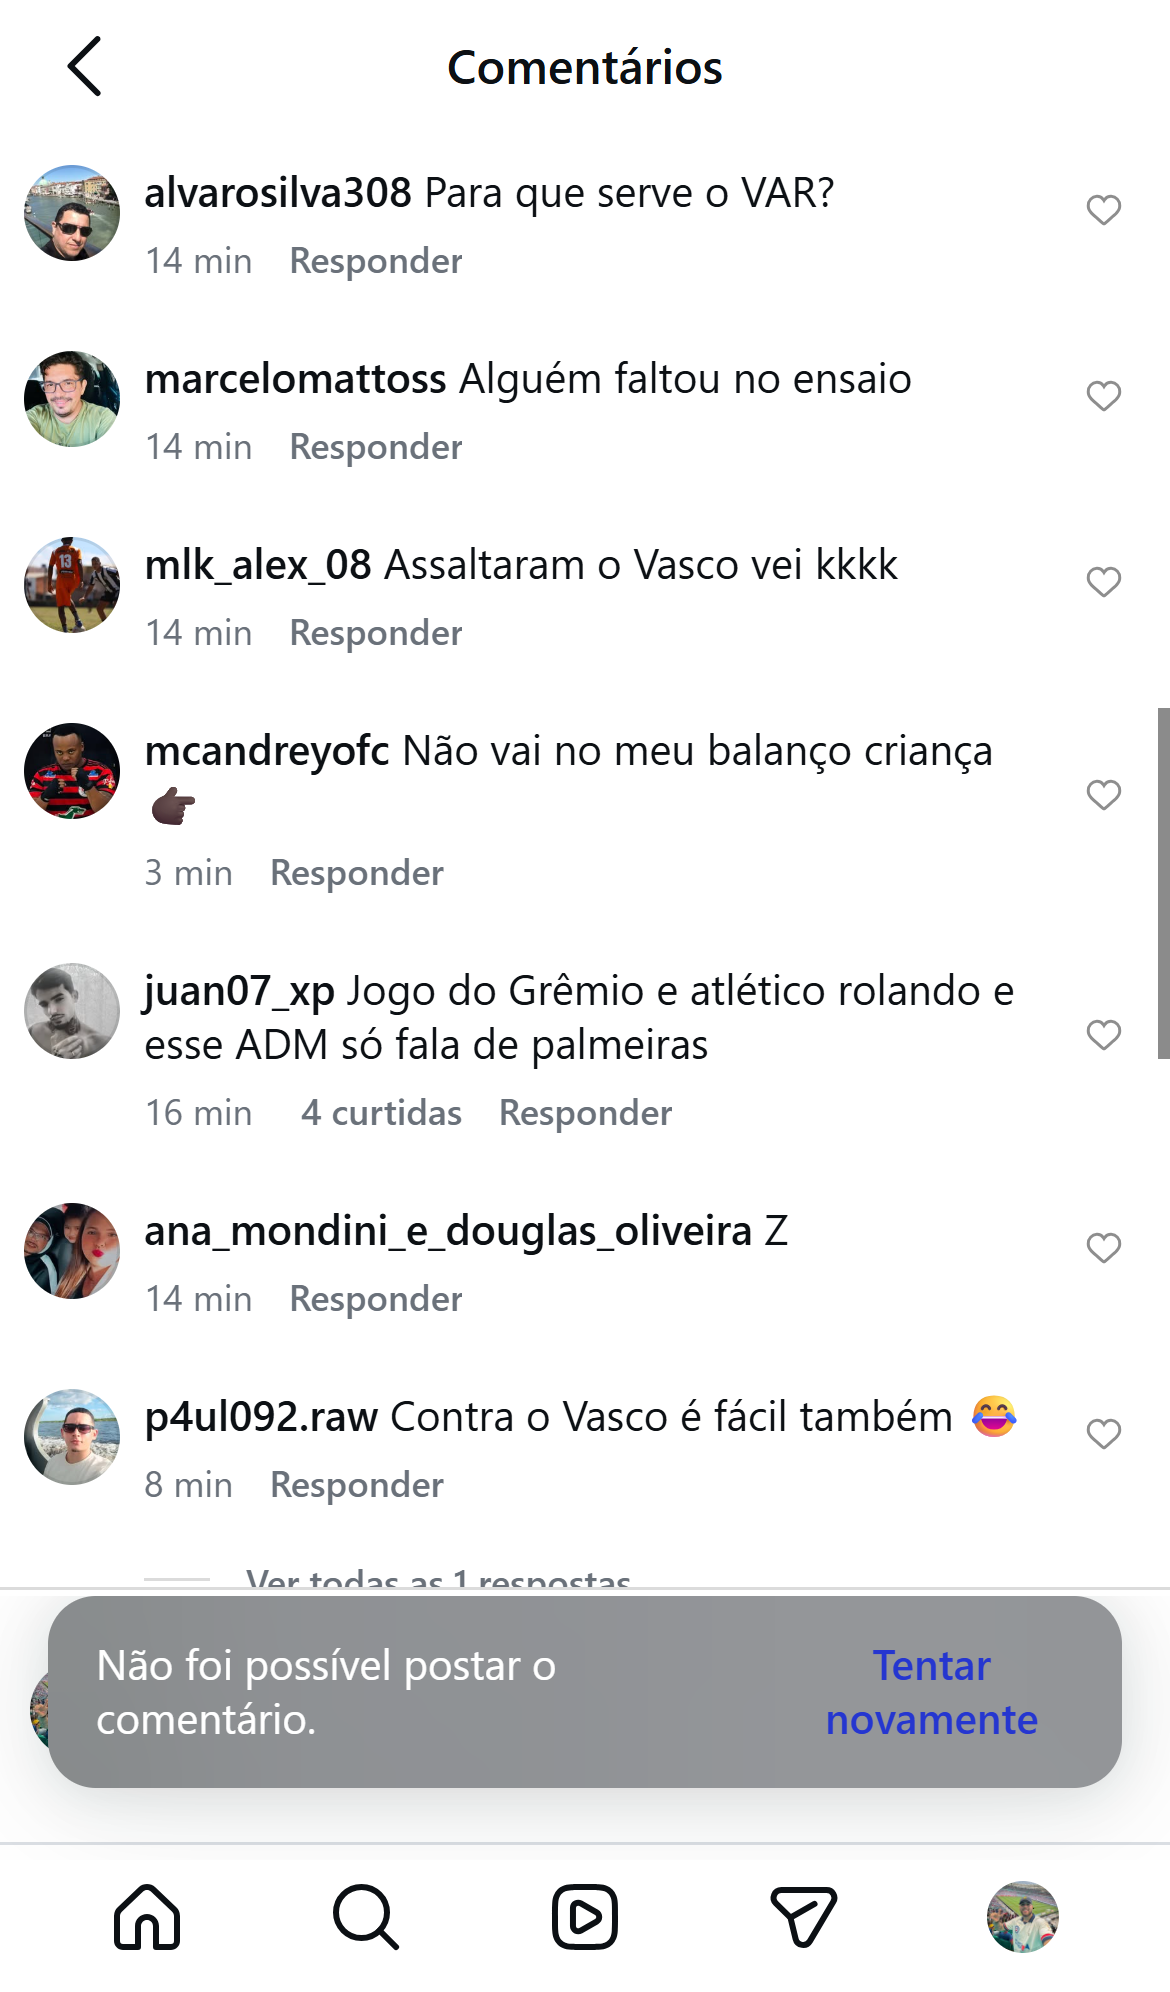 Comentários
alvarosilva308 Para que serve o VAR?
14 min Responder
marcelomattoss Alguém faltou no ensaio
14 min Responder
mlk_alex_08 Assaltaram o Vasco vei kkkk
14 min Responder
mcandreyofc Não vai no meu balanço criança
👉🏿
3 min Responder
juan07_xp Jogo do Grêmio e atlético rolando e
esse ADM só fala de palmeiras
16 min 4 curtidas Responder
ana_mondini_e_douglas_oliveira Z
14 min Responder
p4ul092.raw Contra o Vasco é fácil também 😂
8 min Responder
Ver todas as 1 respostas
Não foi possível postar o
comentário.
Tentar
novamente